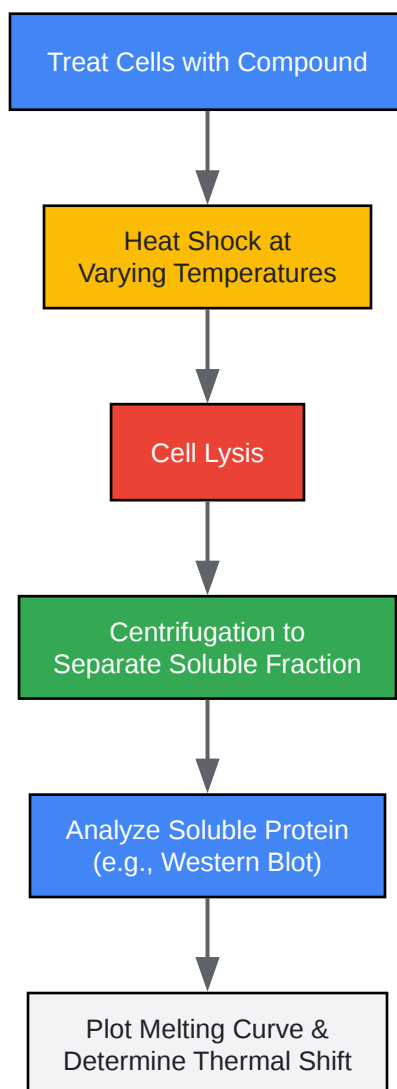 Treat Cells with Compound
Heat Shock at
Varying Temperatures
Cell Lysis
Centrifugation to
Separate Soluble Fraction
Analyze Soluble Protein
(e.g., Western Blot)
Plot Melting Curve &
Determine Thermal Shift